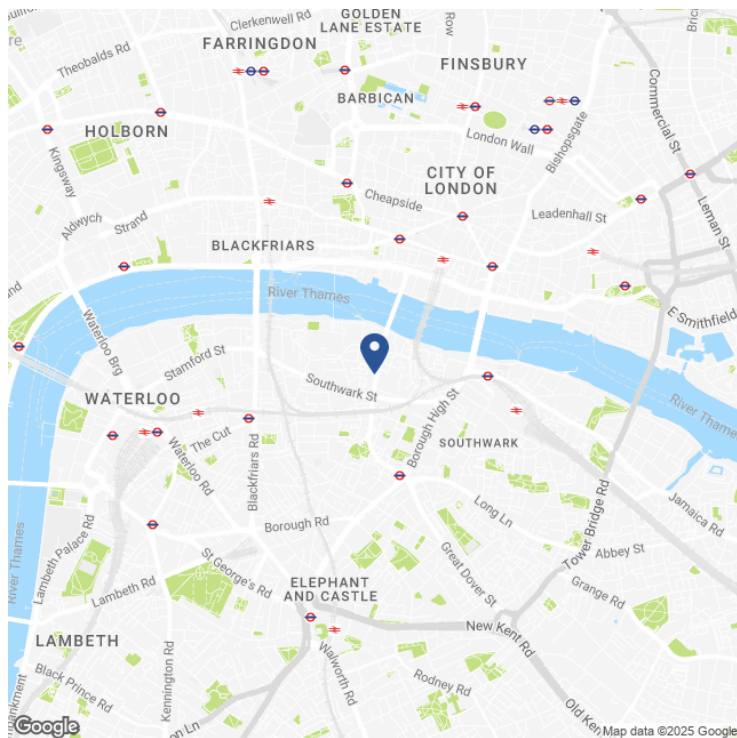 Clerkenwell Rd
GOLDEN
LANE ESTATE
Row
FARRINGDON
Theobalds Rd
FINSBURY
Commercial St
BARBICAN
HOLBORN
London Wall
Bishopsgate
Kingsway
CITY OF
LONDON
Cheapside
Leman St
Aldwych
Strand
Leadenhall St
BLACKFRIARS
River Thames
E Smithfield
Waterloo Brg
Stamford St
Southwark St
WATERLOO
River Thames
Borough High St
The Cut
SOUTHWARK
Waterloo Rd
Blackfriars Rd
Long Ln
Jamaica Rd
Tower Bridge Rd
Borough Rd
Lambeth Palace Rd
River Thames
St George's Rd
Great Dover St
Abbey St
ELEPHANT
AND CASTLE
Lambeth Rd
Grange Rd
New Kent Rd
LAMBETH
Kennington Rd
Walworth Rd
Black Prince Rd
Rodney Rd
Google
Map data ©2025 Google